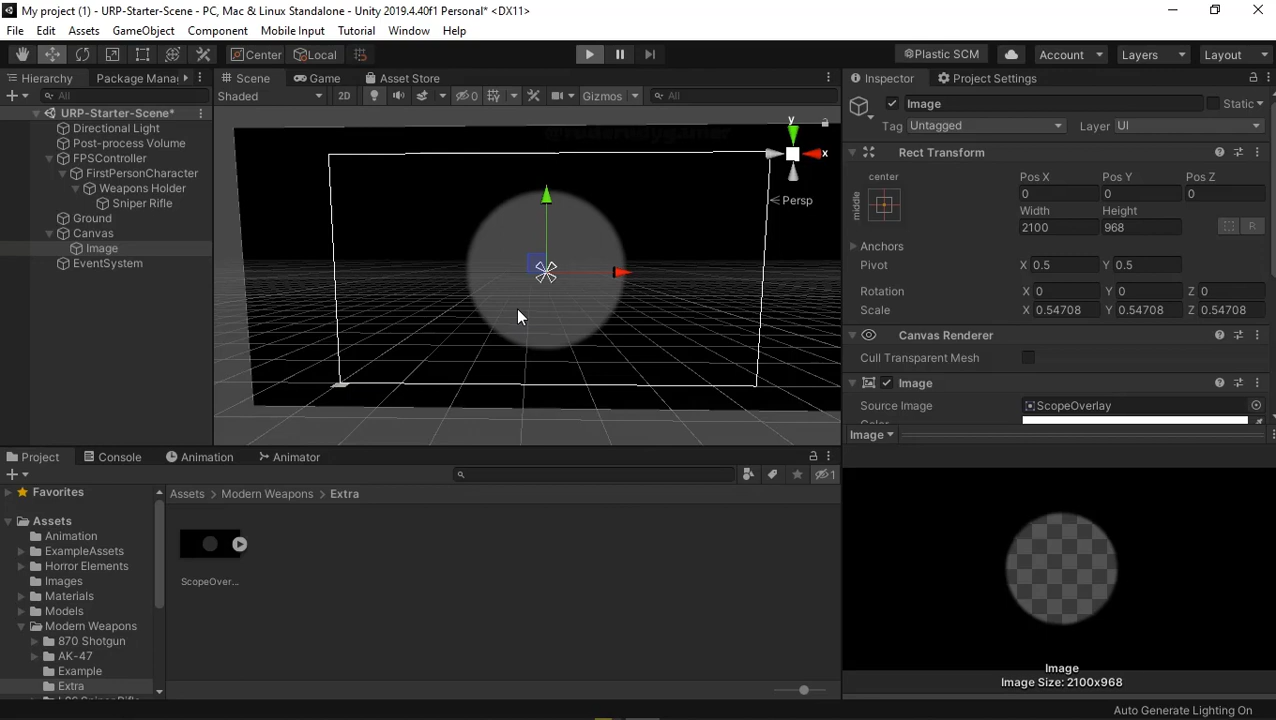 My project (1) - URP-Starter-Scene - PC, Mac & Linux Standalone - Unity 2019.4.40f1 Personal* <DX11>
File Edit Assets GameObject Component Mobile Input Tutorial Window Help
Center Local Plastic SCM Account Layers Layout
Hierarchy Package Mana Scene Game Asset Store Inspector Project Settings
All Shaded 2D 0 Gizmos All
Image Static
URP-Starter-Scene*
Tag Untagged Layer UI
Directional Light
Post-process Volume
FPSController
FirstPersonCharacter
Weapons Holder
Sniper Rifle
Ground
Canvas
Image
EventSystem
y
x
Persp
Rect Transform
center
middle
Pos X Pos Y Pos Z
0 0 0
Width Height
2100 968 R
Anchors
Pivot X 0.5 Y 0.5
Rotation X 0 Y 0 Z 0
Scale X 0.54708 Y 0.54708 Z 0.54708
Canvas Renderer
Cull Transparent Mesh
Image
Source Image ScopeOverlay
Color
Image
Project Console Animation Animator
1
Favorites
Assets
Animation
ExampleAssets
Horror Elements
Images
Materials
Models
Modern Weapons
870 Shotgun
AK-47
Example
Extra
Assets > Modern Weapons > Extra
ScopeOver...
Image
Image Size: 2100x968
Auto Generate Lighting On